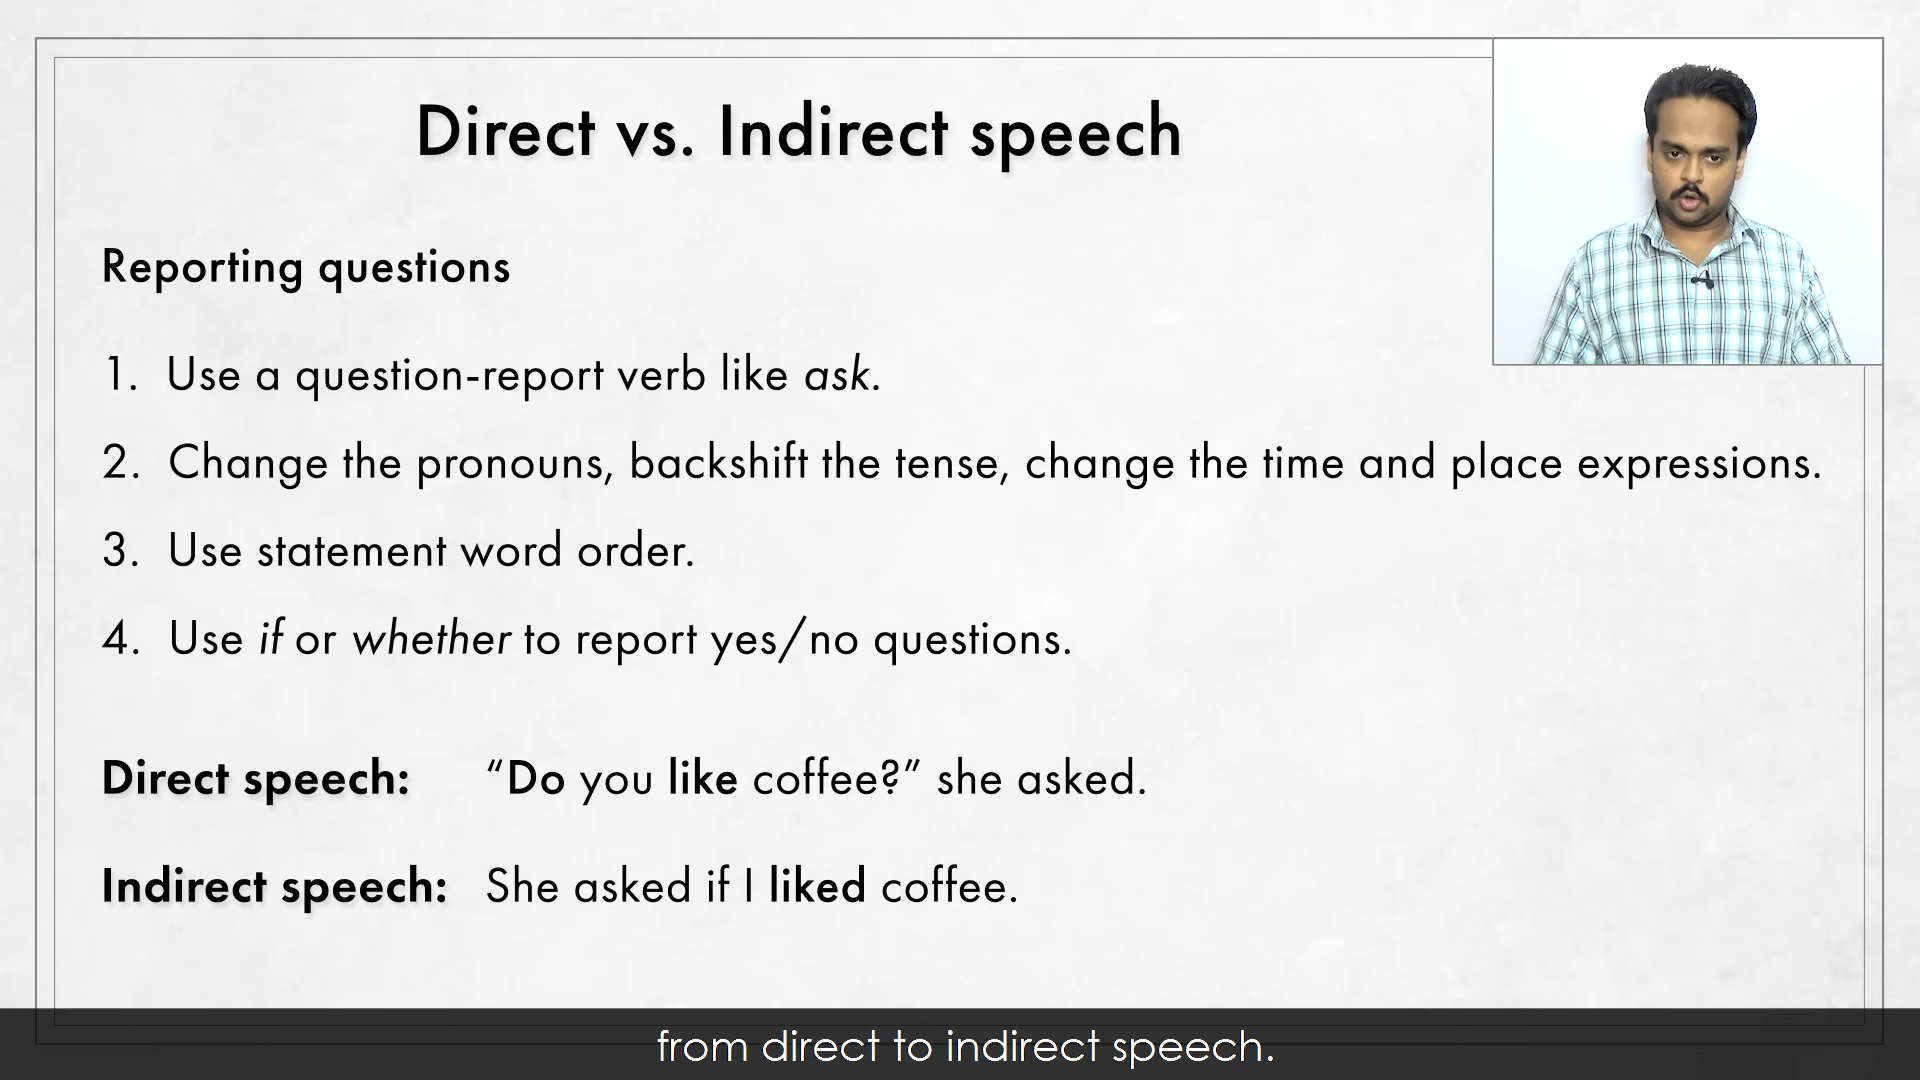 Direct vs. Indirect speech
Reporting questions
1. Use a question-report verb like ask.
2. Change the pronouns, backshift the tense, change the time and place expressions.
3. Use statement word order.
4. Use if or whether to report yes/no questions.
Direct speech: “Do you like coffee?” she asked.
Indirect speech: She asked if I liked coffee.
from direct to indirect speech.